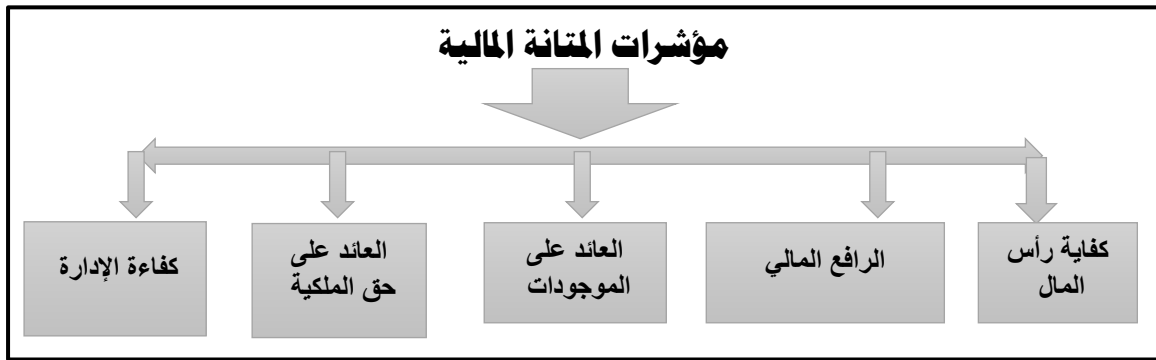 مؤشرات المتانة المالية
كفاية رأس
المال
الرافع المالي
العائد على
الموجودات
العائد على
حق الملكية
كفاءة الإدارة